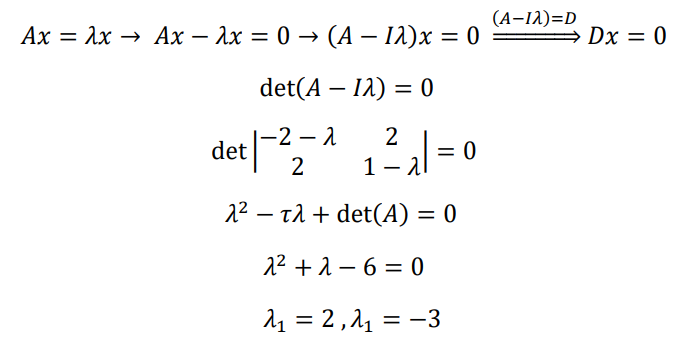 Ax = λx → Ax − λx = 0 → (A − Iλ)x = 0 (A−Iλ)=D ⟹ Dx = 0
det(A − Iλ) = 0
det |−2 − λ 2 2 1 − λ| = 0
λ² − τλ + det(A) = 0
λ² + λ − 6 = 0
λ₁ = 2 , λ₁ = −3